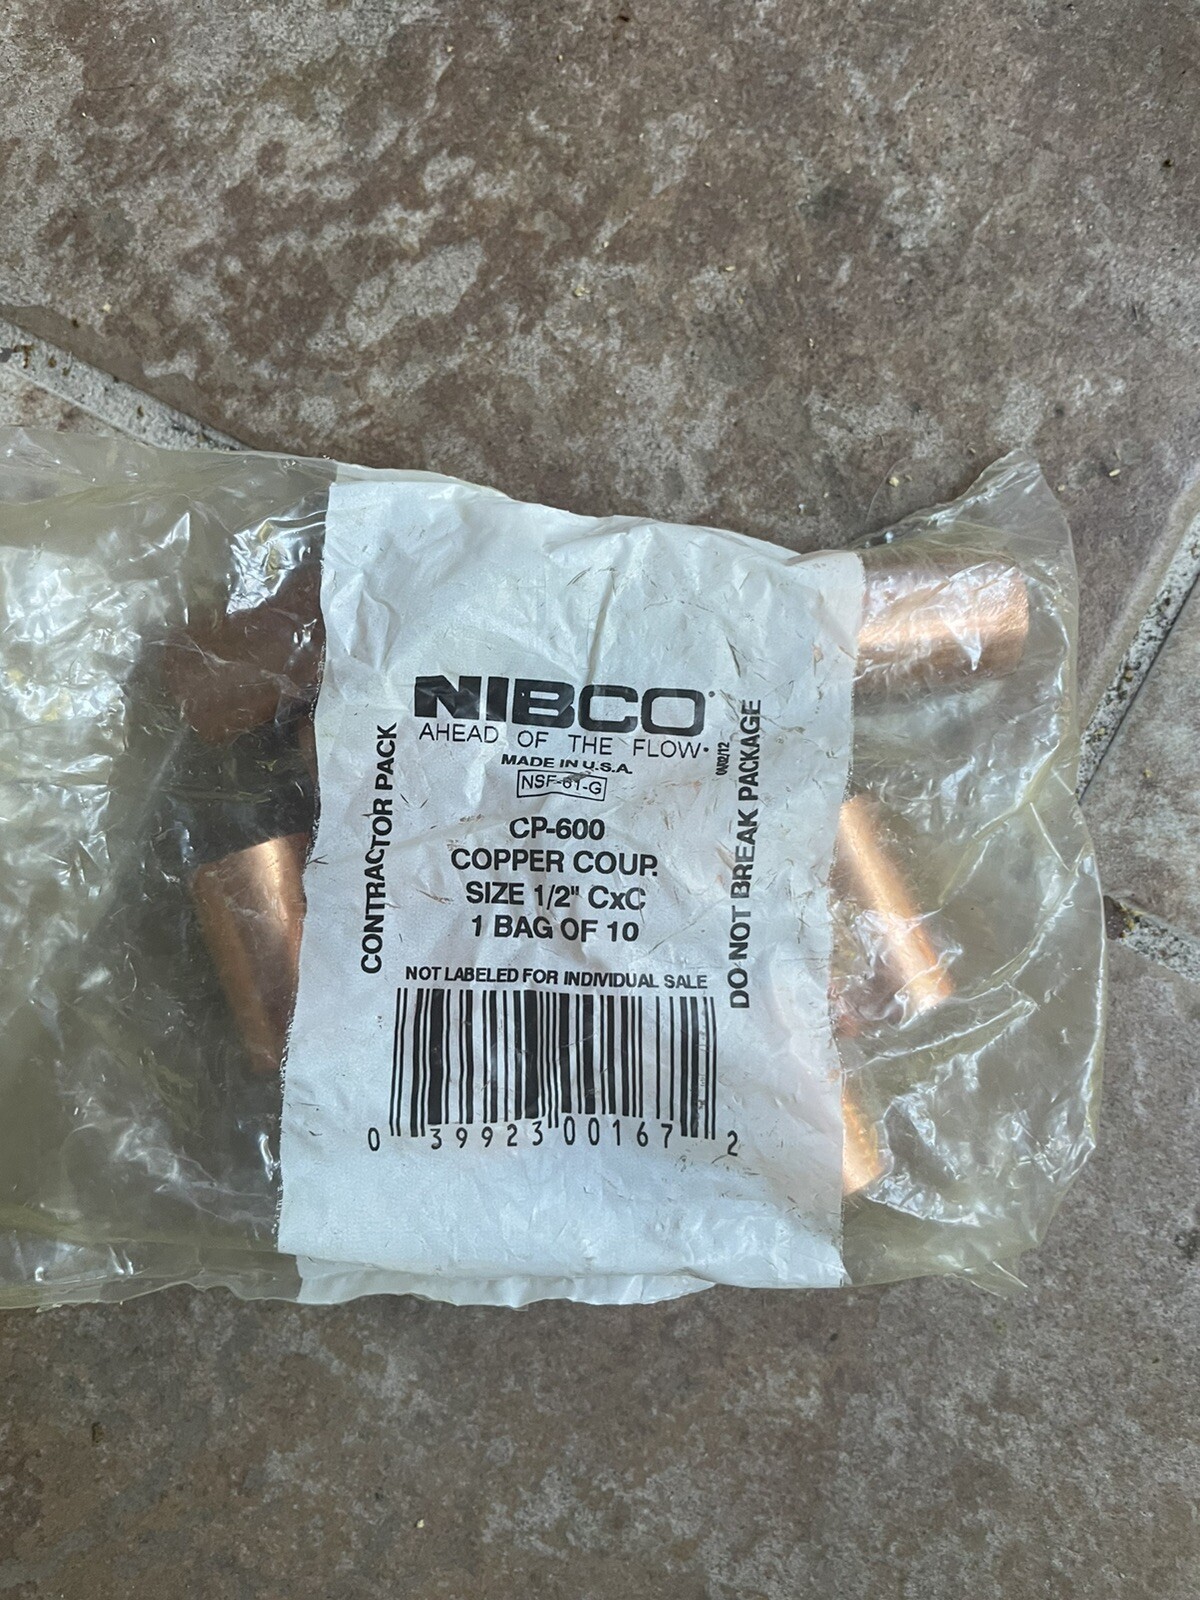 NIBCO
AHEAD OF THE FLOW
MADE IN U.S.A.
NSF-61-G
CP-600
COPPER COUP.
SIZE 1/2" CxC
1 BAG OF 10
NOT LABELED FOR INDIVIDUAL SALE
0 39923 00167 2
CONTRACTOR PACK
DO NOT BREAK PACKAGE